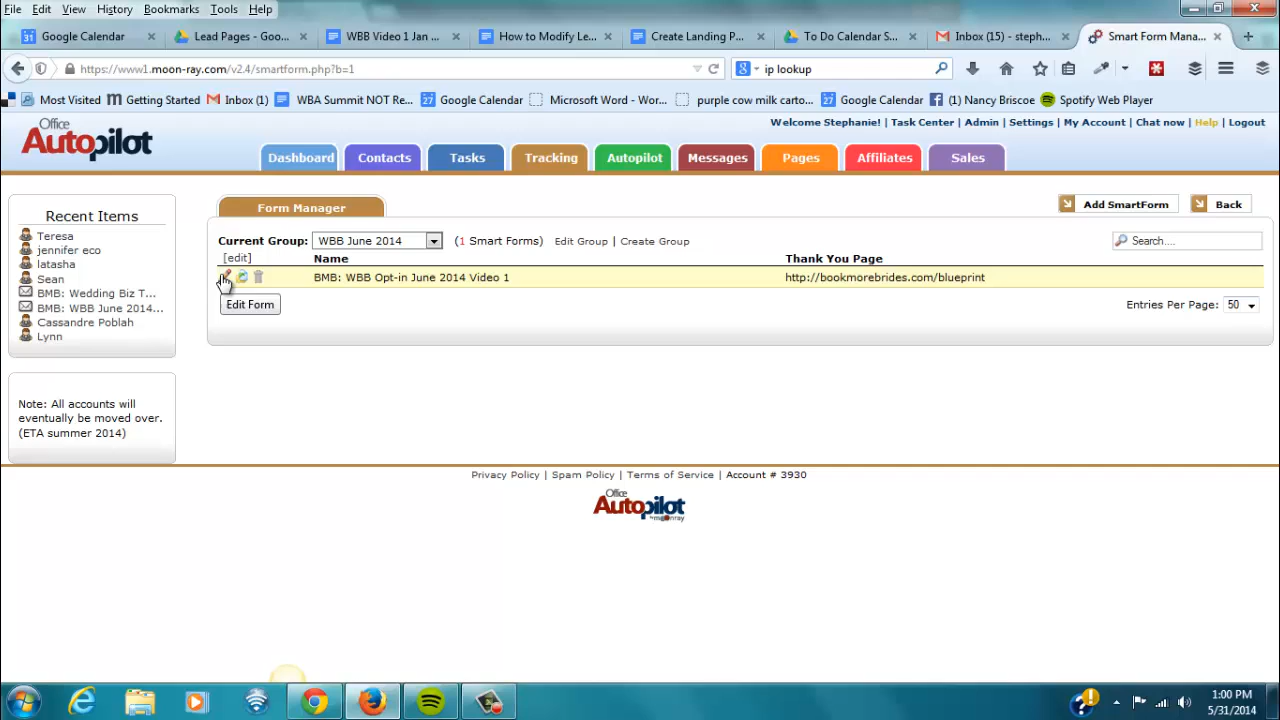 File Edit View History Bookmarks Tools Help
31 Google Calendar
Lead Pages - Goo...
WBB Video 1 Jan ...
How to Modify Le...
Create Landing P...
To Do Calendar S...
Inbox (15) - steph...
Smart Form Mana...
https://www1.moon-ray.com/v2.4/smartform.php?b=1
ip lookup
Most Visited Getting Started Inbox (1) WBA Summit NOT Re... 27 Google Calendar Microsoft Word - Wor... purple cow milk carto... 27 Google Calendar (1) Nancy Briscoe Spotify Web Player
Office
Autopilot
Welcome Stephanie! | Task Center | Admin | Settings | My Account | Chat now | Help | Logout
Dashboard Contacts Tasks Tracking Autopilot Messages Pages Affiliates Sales
Recent Items
Teresa
jennifer eco
latasha
Sean
BMB: Wedding Biz T...
BMB: WBB June 2014...
Cassandre Poblah
Lynn
Note: All accounts will
eventually be moved over.
(ETA summer 2014)
Form Manager
Add SmartForm Back
Current Group: WBB June 2014 (1 Smart Forms) Edit Group | Create Group Search....
[edit] Name Thank You Page
BMB: WBB Opt-in June 2014 Video 1 http://bookmorebrides.com/blueprint
Edit Form
Entries Per Page: 50
Privacy Policy | Spam Policy | Terms of Service | Account # 3930
Office
Autopilot
by moonray
1:00 PM
5/31/2014